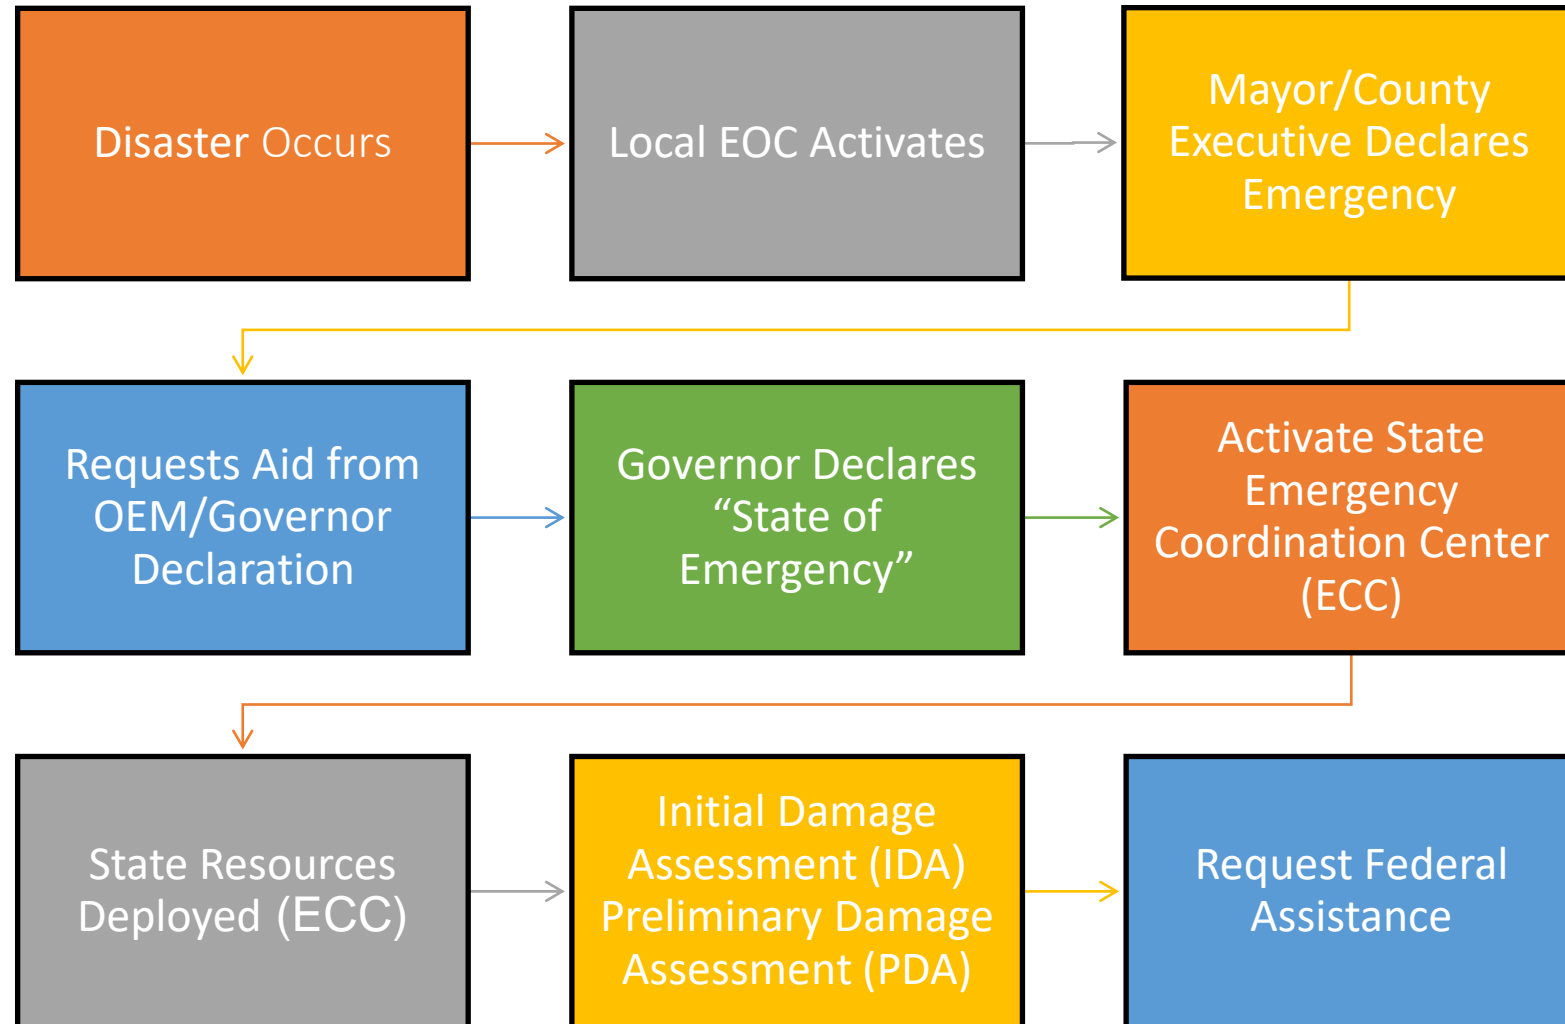 Disaster Occurs
Local EOC Activates
Mayor/County
Executive Declares
Emergency
Requests Aid from
OEM/Governor
Declaration
Governor Declares
“State of
Emergency”
Activate State
Emergency
Coordination Center
(ECC)
State Resources
Deployed (ECC)
Initial Damage
Assessment (IDA)
Preliminary Damage
Assessment (PDA)
Request Federal
Assistance